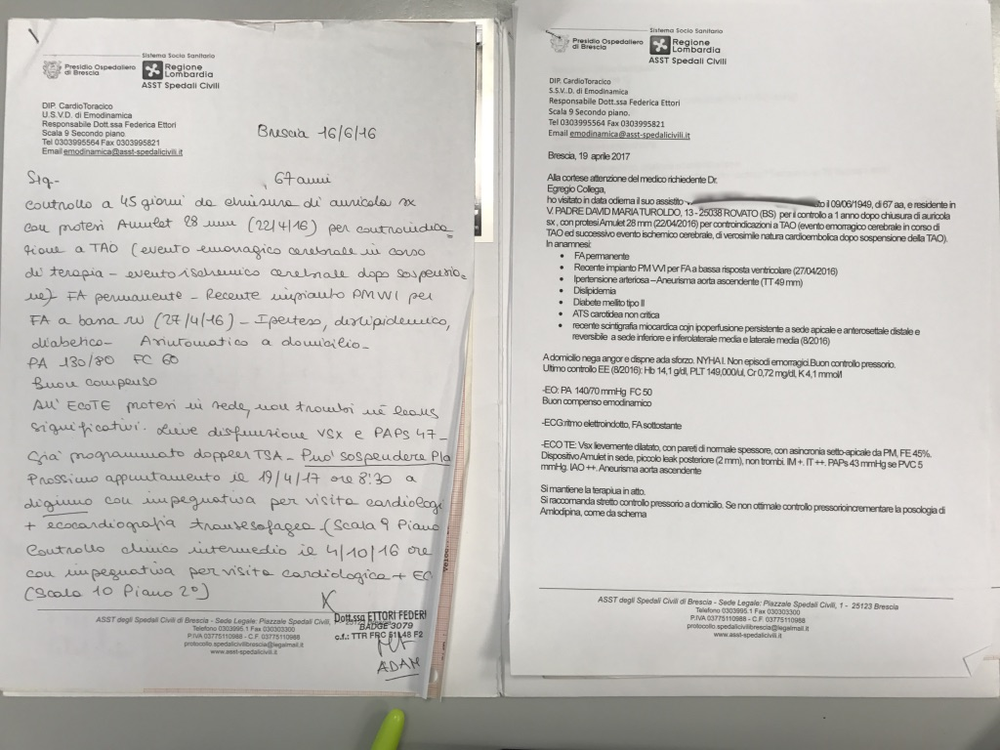 Sistema Socio Sanitario
Presidio Ospedaliero
di Brescia
Regione
Lombardia
ASST Spedali Civili
DIP. CardioToracico
U.S.V.D. di Emodinamica
Responsabile Dott.ssa Federica Ettori
Scala 9 Secondo piano.
Tel 0303995564 Fax 0303995821
Email emodinamica@asst-spedalicivili.it
Brescia 16/6/16
Sig-
, 67 anni
Controllo a 45 giorni da chiusura di auricola sx
con protesi Amulet 28 mm (22/4/16) per controindica
zione a TAO (evento emorragico cerebrale in corso
di terapia - evento ischemico cerebrale dopo sospensio-
ne) FA permanente - Recente impianto PMVVI per
FA a bassa rv (27/4/16) - Iperteso, dislipidemico,
diabetico - Asintomatico a domicilio -
PA 130/80 FC 60
Buon compenso
All' ECOTE protesi in sede, non trombi né leaks
significativi. Lieve disfunzione VSX e PAPs 47 -
Già programmato doppler TSA - Può sospendere Pla
Prossimo appuntamento il 19/4/17 ore 8:30 a
digiuno con impegnativa per visita cardiologi
+ ecocardiografia transesofagea - (Scala 9 Piano
Controllo clinico intermedio il 4/10/16 ore
con impegnativa per visita cardiologica + EC
(Scala 10 Piano 2°)
Dott.ssa ETTORI FEDERI
BADGE 3079
c.f.: TTR FRC 51L48 F2
ADAM
ASST degli Spedali Civili di Brescia - Sede Legale: Piazzale Spedali Civili, 1 - 25123 Brescia
Telefono 0303995.1 Fax 030303300
P.IVA 03775110988 - C.F. 03775110988
protocollo.spedalicivilibrescia@legalmail.it
www.asst-spedalicivili.it
Sistema Socio Sanitario
Presidio Ospedaliero
di Brescia
Regione
Lombardia
ASST Spedali Civili
DIP. CardioToracico
S.S.V.D. di Emodinamica
Responsabile Dott.ssa Federica Ettori
Scala 9 Secondo piano.
Tel 0303995564 Fax 0303995821
Email emodinamica@asst-spedalicivili.it
Brescia, 19 aprile 2017
Alla cortese attenzione del medico richiedente Dr.
Egregio Collega,
ho visitato in data odierna il suo assistito il 09/06/1949, di 67 aa, e residente in
V. PADRE DAVID MARIA TUROLDO, 13 - 25038 ROVATO (BS) per il controllo a 1 anno dopo chiusura di auricola
sx , con protesi Amulet 28 mm (22/04/2016) per controindicazioni a TAO (evento emorragico cerebrale in corso di
TAO ed successivo evento ischemico cerebrale, di verosimile natura cardioembolica dopo sospensione della TAO).
In anamnesi:
• FA permanente
• Recente impianto PM VVI per FA a bassa risposta ventricolare (27/04/2016)
• Ipertensione arteriosa – Aneurisma aorta ascendente (TT 49 mm)
• Dislipidemia
• Diabete mellito tipo II
• ATS carotidea non critica
• recente scintigrafia miocardica cojn ipoperfusione persistente a sede apicale e anterosettale distale e
reversibile a sede inferiore e inferolaterale media e laterale media (8/2016)
A domicilio nega angor e dispne ada sforzo. NYHA I. Non episodi emorragici.Buon controllo pressorio.
Ultimo controllo EE (8/2016): Hb 14,1 g/d, PLT 149,000/ul, Cr 0,72 mg/dl, K 4,1 mmol/l
-EO: PA 140/70 mmHg FC 50
Buon compenso emodinamico
-ECG:ritmo elettroindotto, FA sottostante
-ECO TE: Vsx lievemente dilatato, con pareti di normale spessore, con asincronia setto-apicale da PM, FE 45%.
Dispositivo Amulet in sede, piccolo leak posteriore (2 mm), non trombi. IM +. IT ++. PAPs 43 mmHg se PVC 5
mmHg. IAO ++. Aneurisma aorta ascendente
Si mantiene la terapiua in atto.
Si raccomanda stretto controllo pressorio a domicilio. Se non ottimale controllo pressorioincrementare la posologia di
Amlodipina, come da schema
ASST degli Spedali Civili di Brescia - Sede Legale: Piazzale Spedali Civili, 1 - 25123 Brescia
Telefono 0303995.1 Fax 030303300
P.IVA 03775110988 - C.F. 03775110988
protocollo.spedalicivilibrescia@legalmail.it
www.asst-spedalicivili.it